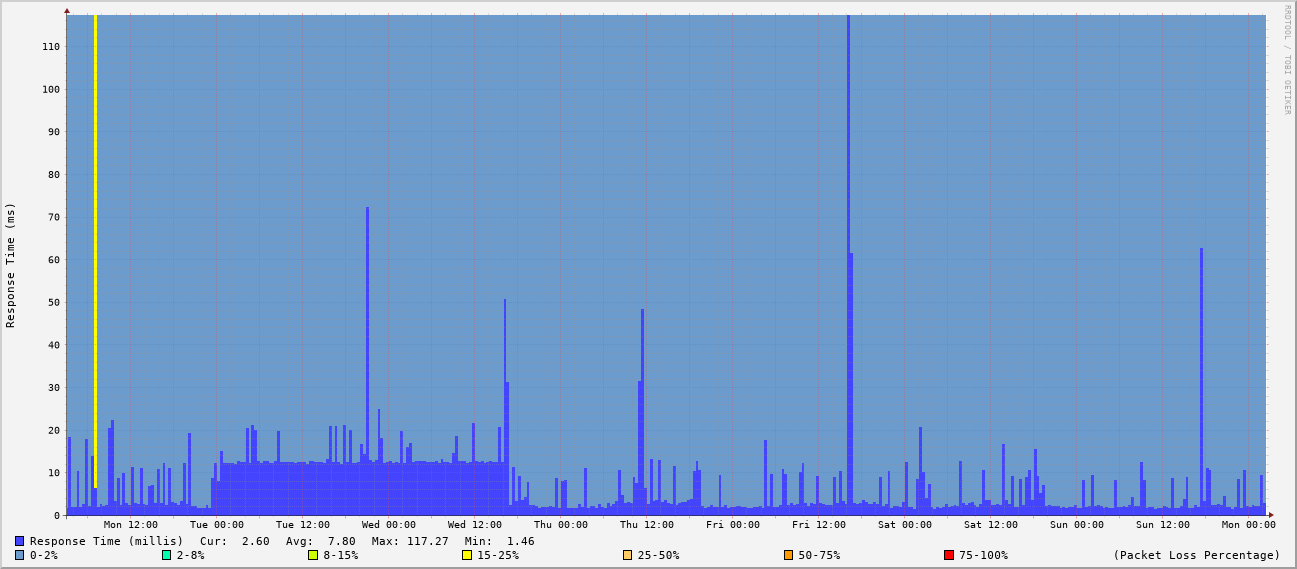 RRDTOOL / TOBI OETIKER
Response Time (ms)
110
100
90
80
70
60
50
40
30
20
10
0
Mon 12:00 Tue 00:00 Tue 12:00 Wed 00:00 Wed 12:00 Thu 00:00 Thu 12:00 Fri 00:00 Fri 12:00 Sat 00:00 Sat 12:00 Sun 00:00 Sun 12:00 Mon 00:00
Response Time (millis) Cur: 2.60 Avg: 7.80 Max: 117.27 Min: 1.46
0-2% 2-8% 8-15% 15-25% 25-50% 50-75% 75-100% (Packet Loss Percentage)